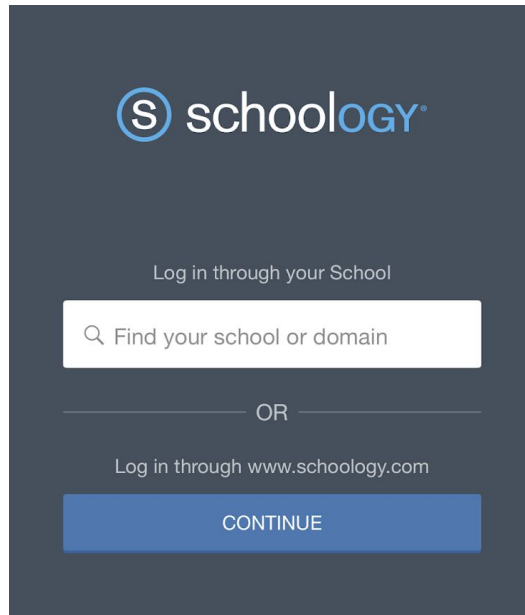 S schoology®
Log in through your School
Find your school or domain
OR
Log in through www.schoology.com
CONTINUE